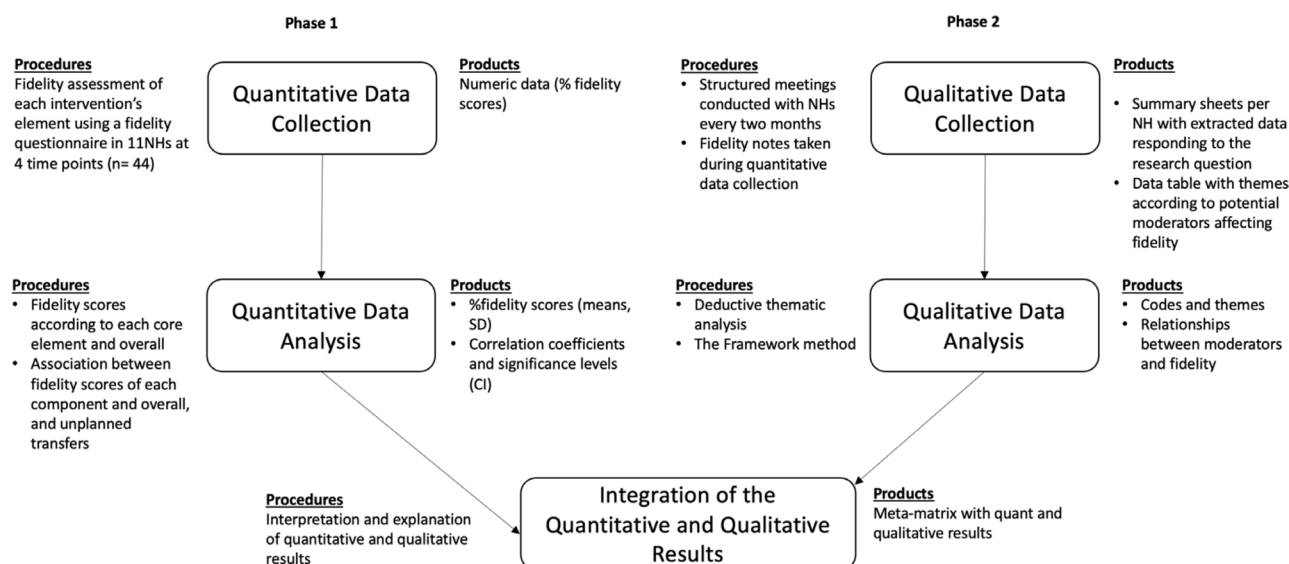 Phase 1
Phase 2
Procedures
Fidelity assessment of
each intervention's
element using a fidelity
questionnaire in 11NHs at
4 time points (n= 44)
Quantitative Data
Collection
Products
Numeric data (% fidelity
scores)
Procedures
• Structured meetings
conducted with NHs
every two months
• Fidelity notes taken
during quantitative
data collection
Qualitative Data
Collection
Products
• Summary sheets per
NH with extracted data
responding to the
research question
• Data table with themes
according to potential
moderators affecting
fidelity
Procedures
• Fidelity scores
according to each core
element and overall
• Association between
fidelity scores of each
component and overall,
and unplanned
transfers
Quantitative Data
Analysis
Products
• %fidelity scores (means,
SD)
• Correlation coefficients
and significance levels
(CI)
Procedures
• Deductive thematic
analysis
• The Framework method
Qualitative Data
Analysis
Products
• Codes and themes
• Relationships
between moderators
and fidelity
Procedures
Interpretation and explanation
of quantitative and qualitative
results
Integration of the
Quantitative and Qualitative
Results
Products
Meta-matrix with quant and
qualitative results